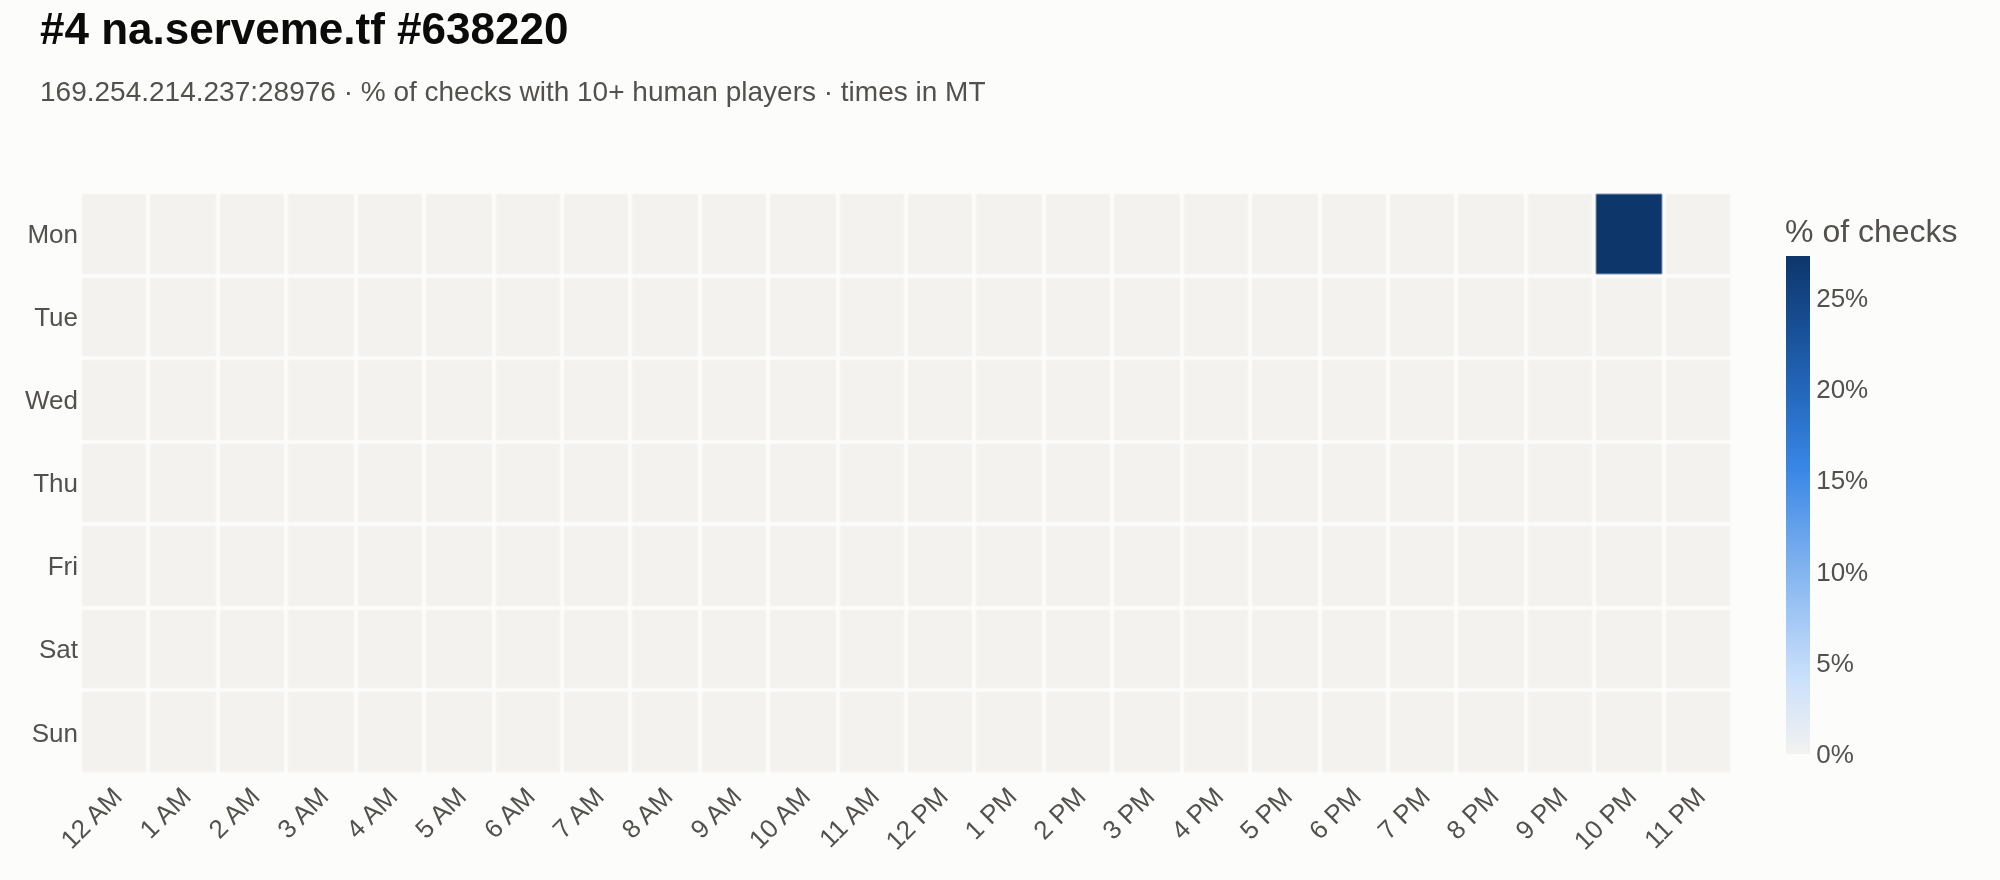 #4 na.serveme.tf #638220
169.254.214.237:28976 · % of checks with 10+ human players · times in MT
% of checks
Mon
Tue
Wed
Thu
Fri
Sat
Sun
25%
20%
15%
10%
5%
0%
12 AM
1 AM
2 AM
3 AM
4 AM
5 AM
6 AM
7 AM
8 AM
9 AM
10 AM
11 AM
12 PM
1 PM
2 PM
3 PM
4 PM
5 PM
6 PM
7 PM
8 PM
9 PM
10 PM
11 PM